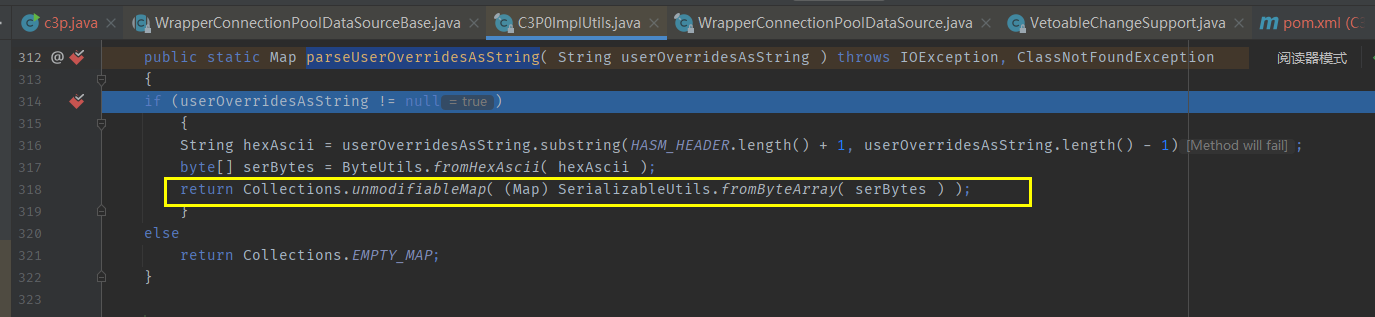 c3p.java × WrapperConnectionPoolDataSourceBase.java × C3P0ImplUtils.java × WrapperConnectionPoolDataSource.java × VetoableChangeSupport.java × pom.xml (C3
312 @ public static Map parseUserOverridesAsString( String userOverridesAsString ) throws IOException, ClassNotFoundException 阅读器模式
313 {
314 if (userOverridesAsString != null = true )
315 {
316 String hexAscii = userOverridesAsString.substring(HASM_HEADER.length() + 1, userOverridesAsString.length() - 1) [Method will fail] ;
317 byte[] serBytes = ByteUtils.fromHexAscii( hexAscii );
318 return Collections.unmodifiableMap( (Map) SerializableUtils.fromByteArray( serBytes ) );
319 }
320 else
321 return Collections.EMPTY_MAP;
322 }
323